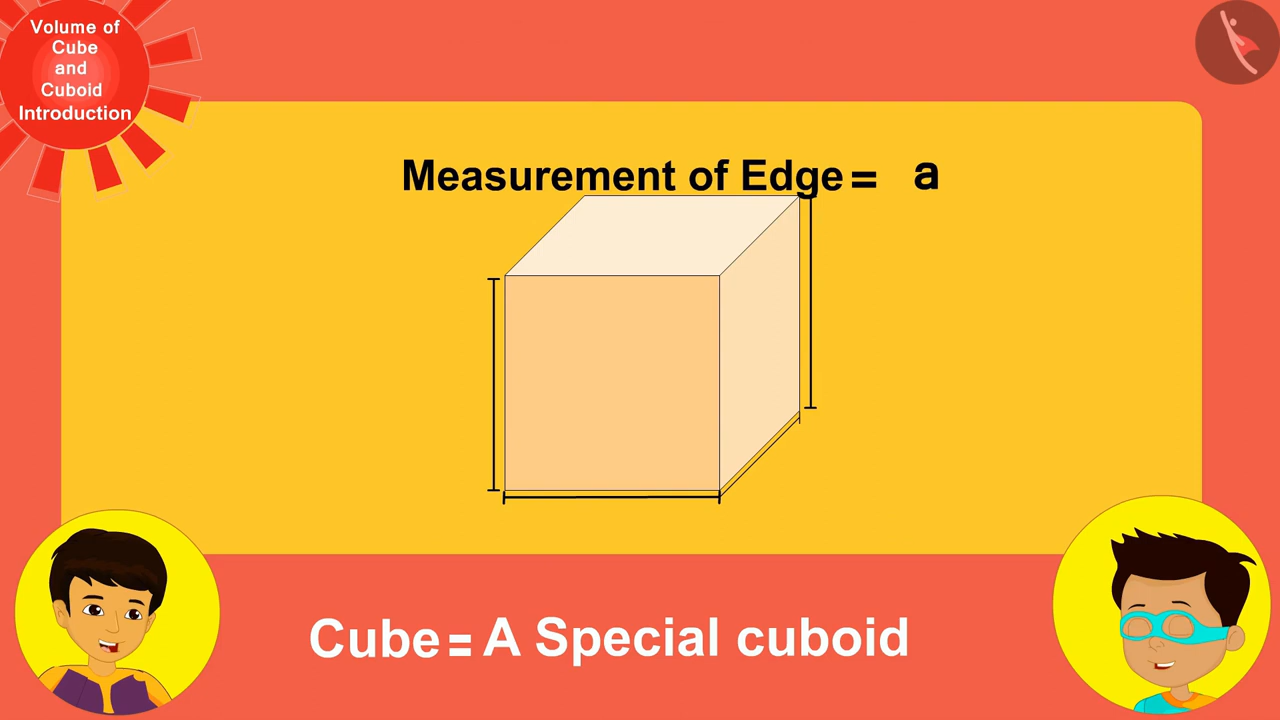 Volume of
Cube
and
Cuboid
Introduction
Measurement of Edge = a
Cube = A Special cuboid